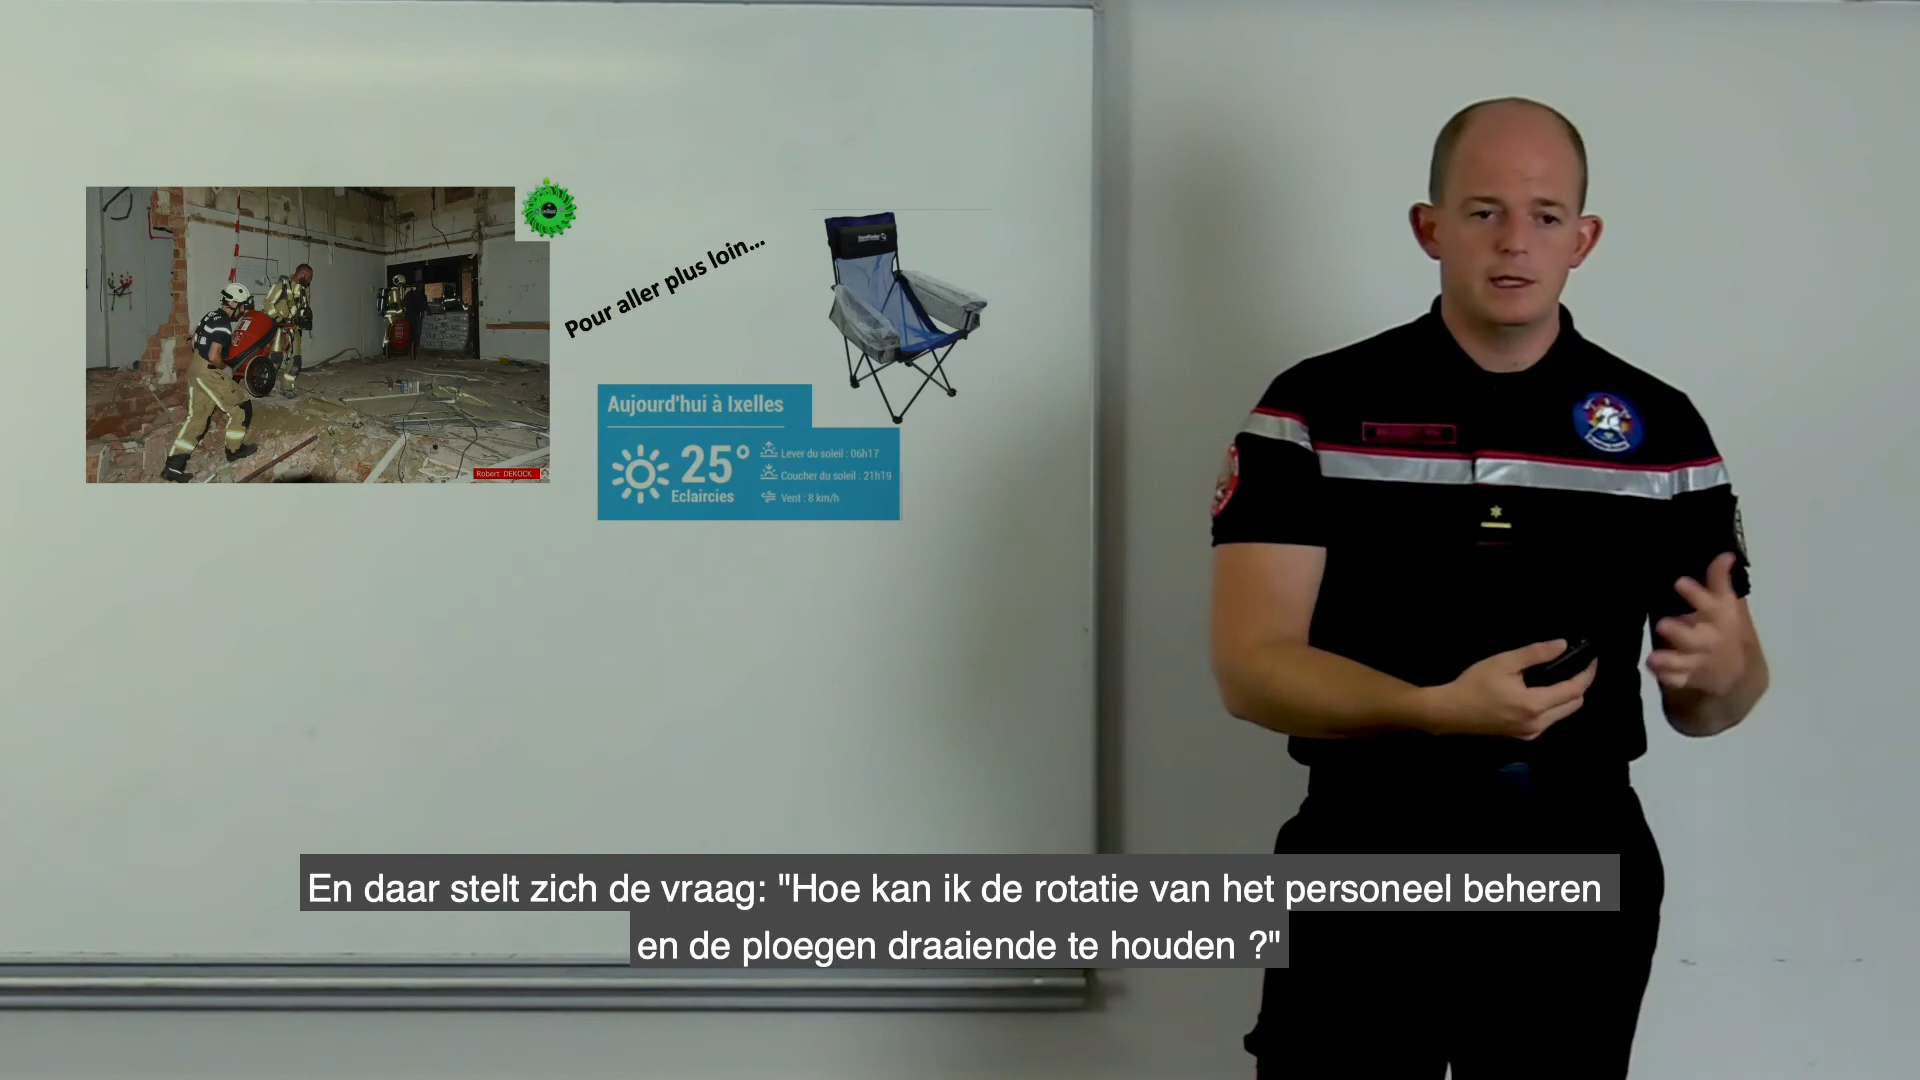 Pour aller plus loin...
Robert DEKOCK
Aujourd'hui à Ixelles
25°
Eclaircies
Lever du soleil : 06h17
Coucher du soleil : 21h19
Vent : 8 km/h
En daar stelt zich de vraag: "Hoe kan ik de rotatie van het personeel beheren
en de ploegen draaiende te houden ?"